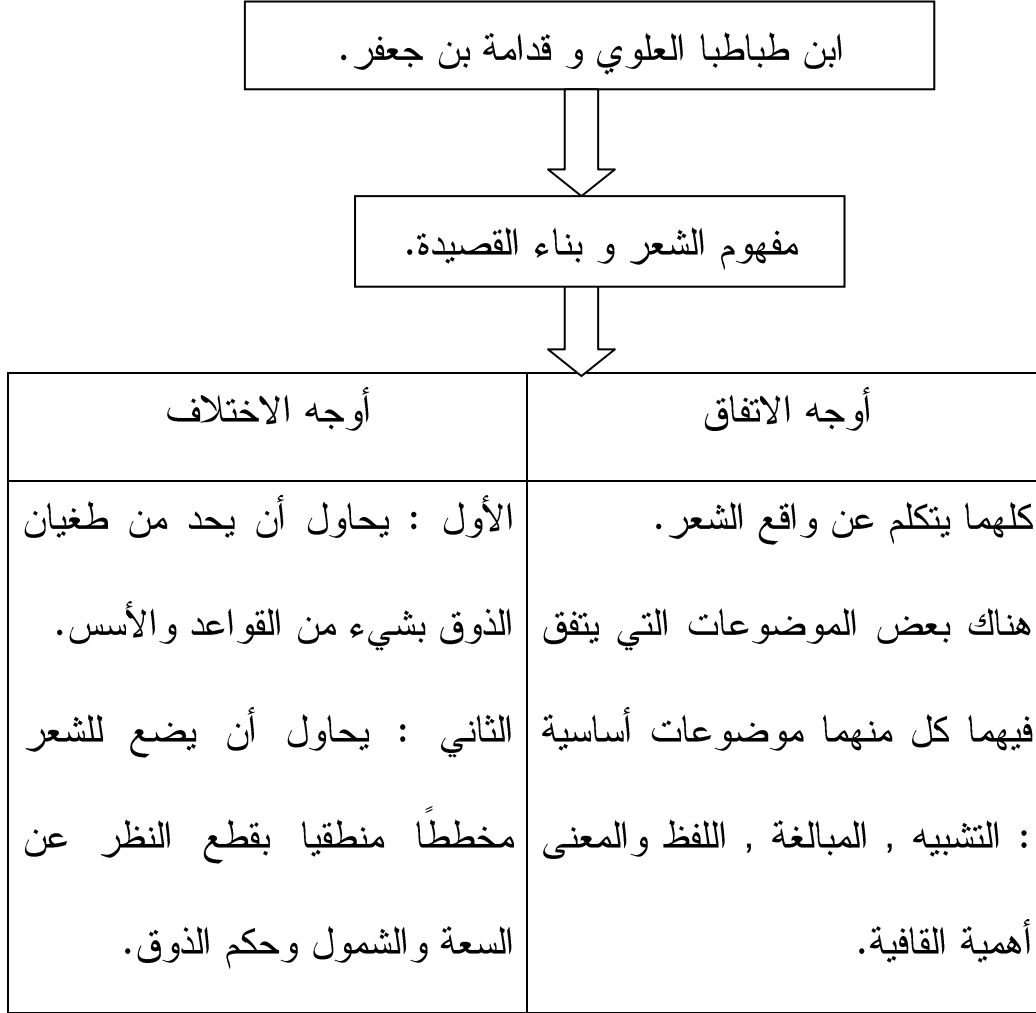 ابن طباطبا العلوي و قدامة بن جعفر.
مفهوم الشعر و بناء القصيدة.
أوجه الاتفاق
أوجه الاختلاف
كلهما يتكلم عن واقع الشعر.
هناك بعض الموضوعات التي يتفق
فيهما كل منهما موضوعات أساسية
: التشبيه , المبالغة , اللفظ والمعنى
أهمية القافية.
الأول : يحاول أن يحد من طغيان
الذوق بشيء من القواعد والأسس.
الثاني : يحاول أن يضع للشعر
مخططًا منطقيا بقطع النظر عن
السعة والشمول وحكم الذوق.